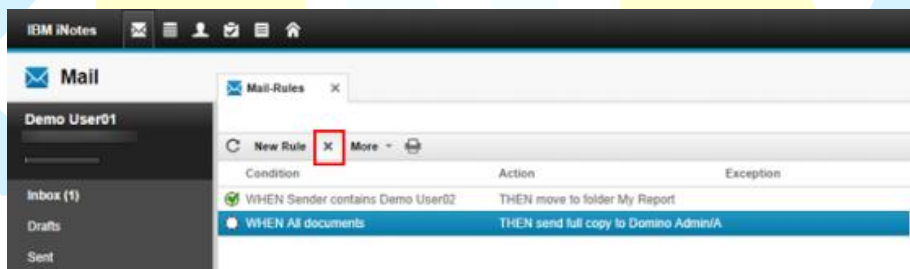 IBM iNotes
Mail
Mail-Rules
Demo User01
New Rule More
Condition Action Exception
Inbox (1)
WHEN Sender contains Demo User02 THEN move to folder My Report
Drafts
WHEN All documents THEN send full copy to Domino Admin/A
Sent